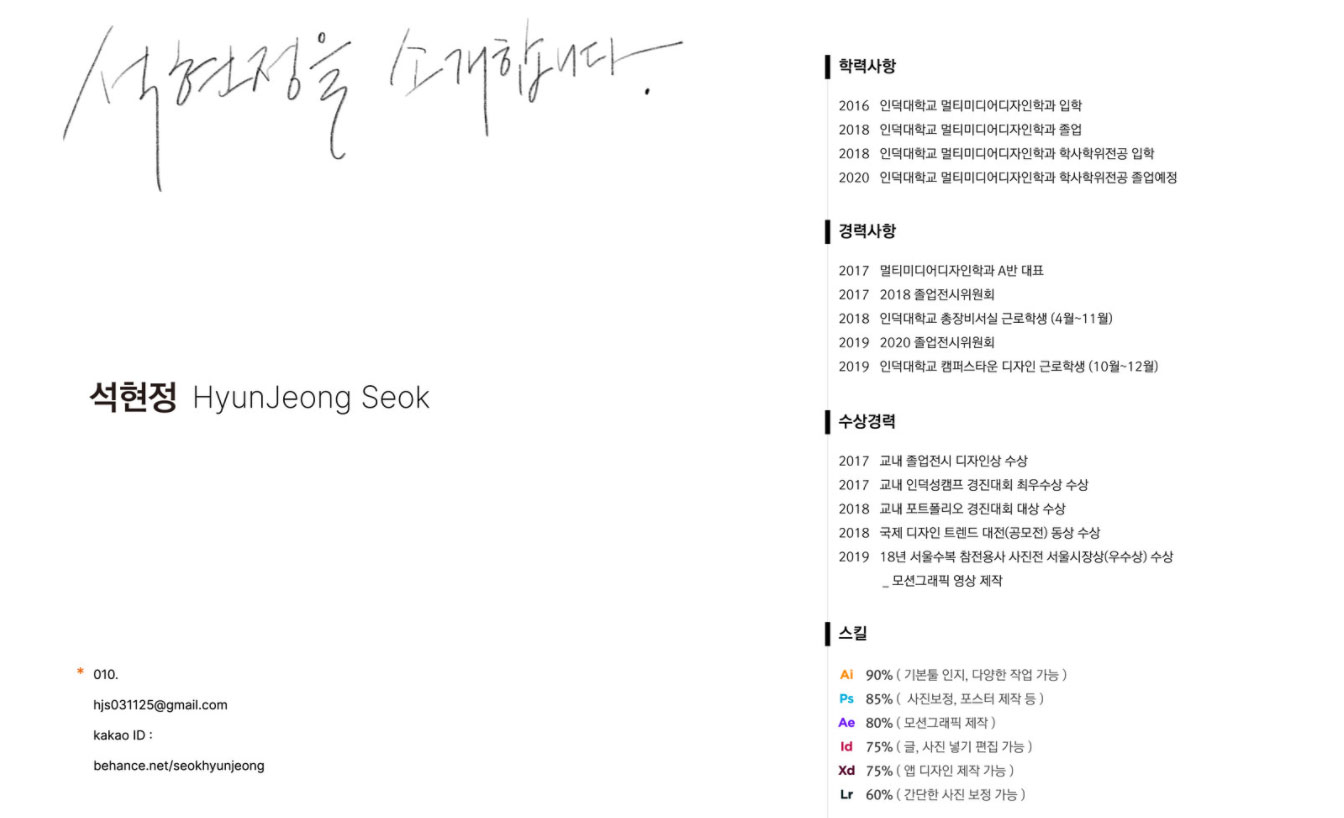 석현정을 소개합니다.
석현정 HyunJeong Seok
* 010.
hjs031125@gmail.com
kakao ID :
behance.net/seokhyunjeong
학력사항
2016 인덕대학교 멀티미디어디자인학과 입학
2018 인덕대학교 멀티미디어디자인학과 졸업
2018 인덕대학교 멀티미디어디자인학과 학사학위전공 입학
2020 인덕대학교 멀티미디어디자인학과 학사학위전공 졸업예정
경력사항
2017 멀티미디어디자인학과 A반 대표
2017 2018 졸업전시위원회
2018 인덕대학교 총장비서실 근로학생 (4월~11월)
2019 2020 졸업전시위원회
2019 인덕대학교 캠퍼스타운 디자인 근로학생 (10월~12월)
수상경력
2017 교내 졸업전시 디자인상 수상
2017 교내 인덕성캠프 경진대회 최우수상 수상
2018 교내 포트폴리오 경진대회 대상 수상
2018 국제 디자인 트렌드 대전(공모전) 동상 수상
2019 18년 서울수복 참전용사 사진전 서울시장상(우수상) 수상
_ 모션그래픽 영상 제작
스킬
Ai 90% ( 기본툴 인지, 다양한 작업 가능 )
Ps 85% ( 사진보정, 포스터 제작 등 )
Ae 80% ( 모션그래픽 제작 )
Id 75% ( 글, 사진 넣기 편집 가능 )
Xd 75% ( 앱 디자인 제작 가능 )
Lr 60% ( 간단한 사진 보정 가능 )